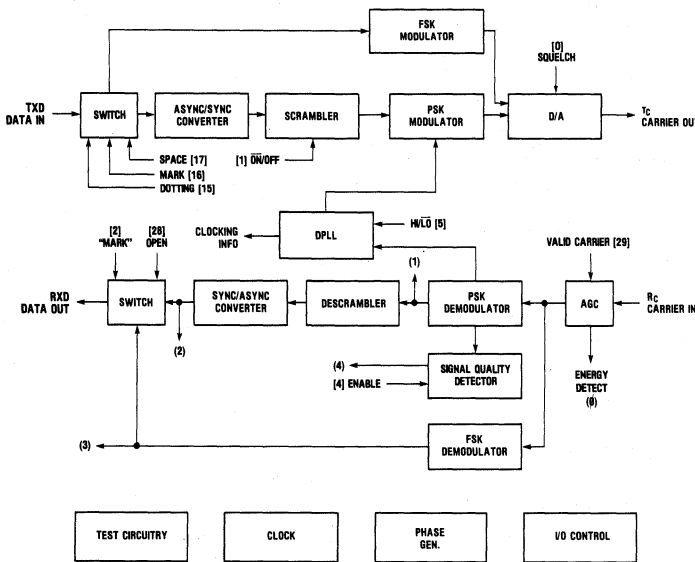 FSK
MODULATOR
[0]
SQUELCH
TXD
DATA IN
SWITCH
ASYNC/SYNC
CONVERTER
SCRAMBLER
PSK
MODULATOR
D/A
TC
CARRIER OUT
SPACE [17]
MARK [16]
DOTTING [15]
[1] ON/OFF
CLOCKING
INFO
DPLL
HI/LO [5]
[2]
"MARK"
[28]
OPEN
(1)
VALID CARRIER [29]
RXD
DATA OUT
SWITCH
SYNC/ASYNC
CONVERTER
DESCRAMBLER
PSK
DEMODULATOR
AGC
RC
CARRIER IN
(2)
(4)
[4] ENABLE
SIGNAL QUALITY
DETECTOR
ENERGY
DETECT
(0)
(3)
FSK
DEMODULATOR
TEST CIRCUITRY
CLOCK
PHASE
GEN.
I/O CONTROL